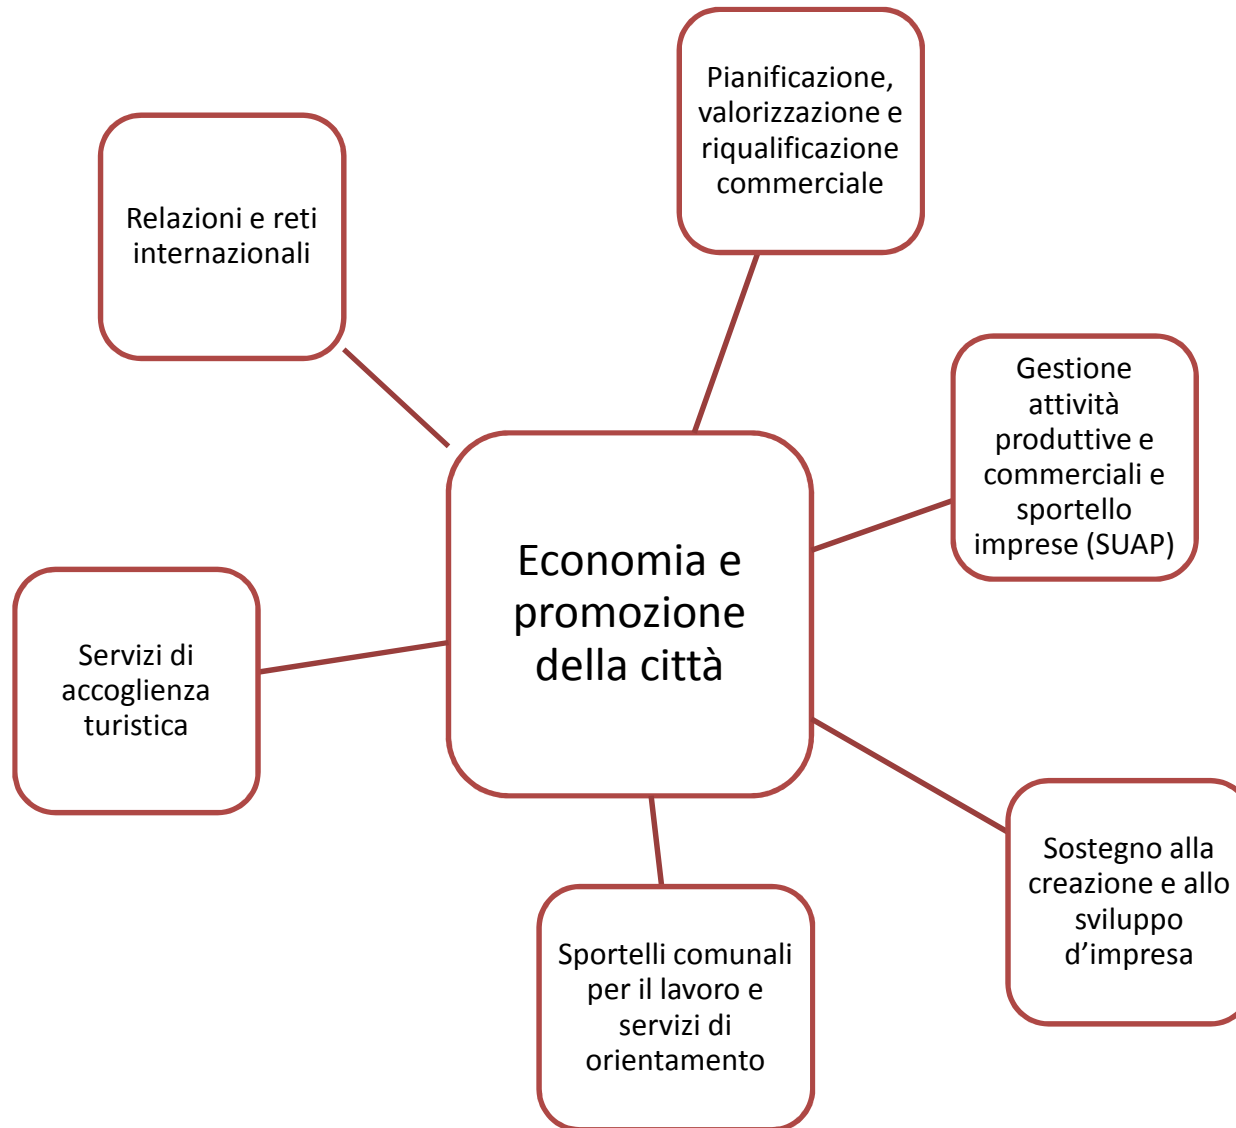 Pianificazione,
valorizzazione e
riqualificazione
commerciale
Relazioni e reti
internazionali
Gestione
attività
produttive e
commerciali e
sportello
imprese (SUAP)
Economia e
promozione
della città
Servizi di
accoglienza
turistica
Sostegno alla
creazione e allo
sviluppo
d’impresa
Sportelli comunali
per il lavoro e
servizi di
orientamento